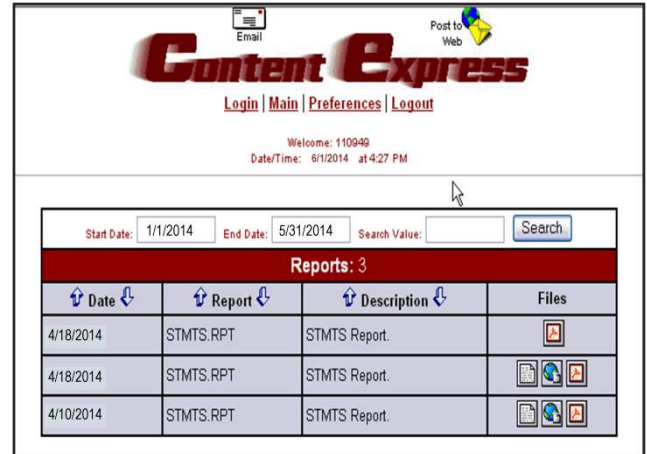 Email
Post to
Web
Content Express
Login | Main | Preferences | Logout
Welcome: 110949
Date/Time: 6/1/2014 at 4:27 PM
Start Date: 1/1/2014 End Date: 5/31/2014 Search Value: Search
Reports: 3
Date Report Description Files
4/18/2014 STMTS.RPT STMTS Report.
4/18/2014 STMTS.RPT STMTS Report.
4/10/2014 STMTS.RPT STMTS Report.